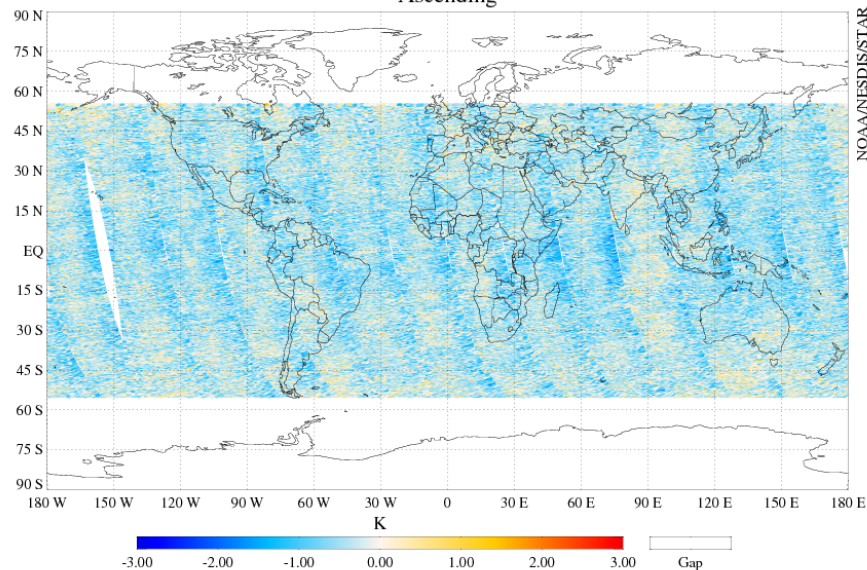 Ascending
90 N
75 N
60 N
45 N
30 N
15 N
EQ
15 S
30 S
45 S
60 S
75 S
90 S
NOAA/NESDIS/STAR
180 W 150 W 120 W 90 W 60 W 30 W 0 30 E 60 E 90 E 120 E 150 E 180 E
K
-3.00 -2.00 -1.00 0.00 1.00 2.00 3.00 Gap